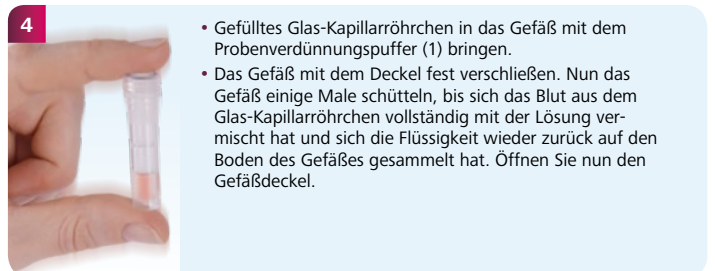 4
• Gefülltes Glas-Kapillarröhrchen in das Gefäß mit dem
Probenverdünnungspuffer (1) bringen.
• Das Gefäß mit dem Deckel fest verschließen. Nun das
Gefäß einige Male schütteln, bis sich das Blut aus dem
Glas-Kapillarröhrchen vollständig mit der Lösung ver-
mischt hat und sich die Flüssigkeit wieder zurück auf den
Boden des Gefäßes gesammelt hat. Öffnen Sie nun den
Gefäßdeckel.